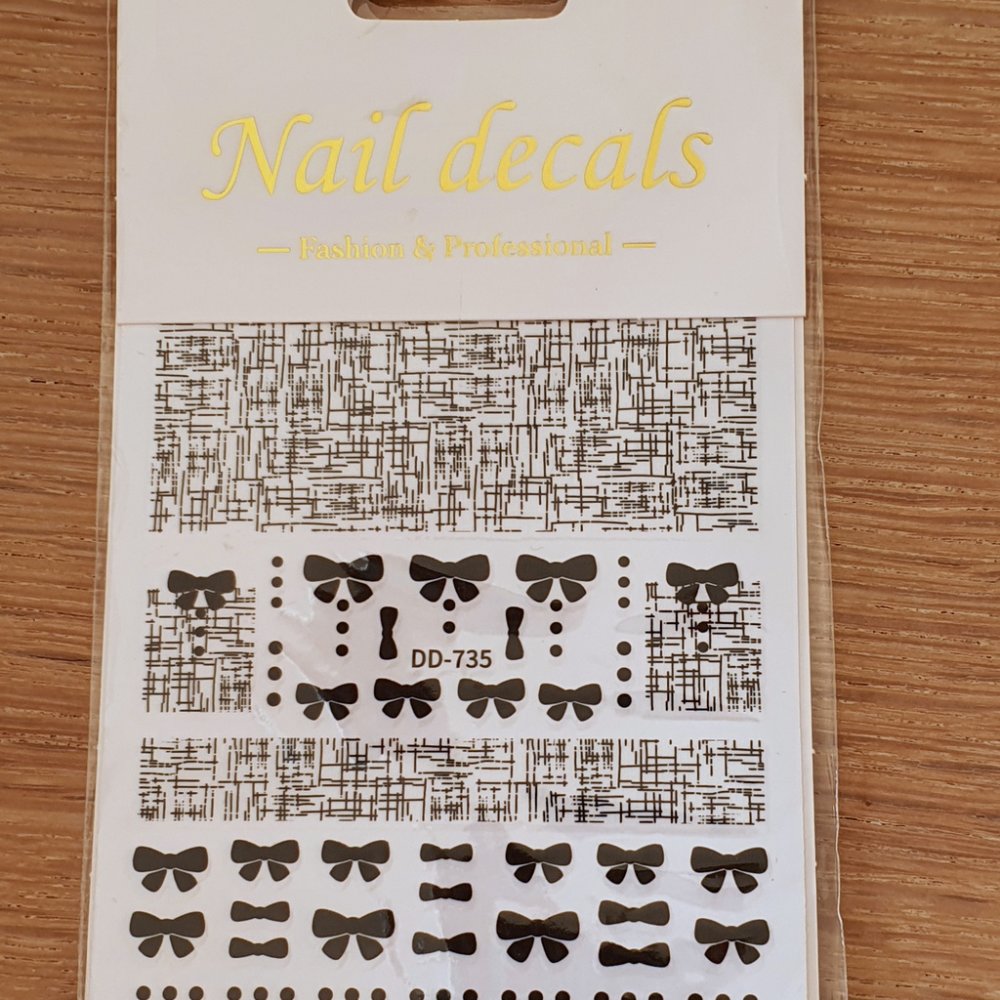 Nail decals
— Fashion & Professional —
DD-735